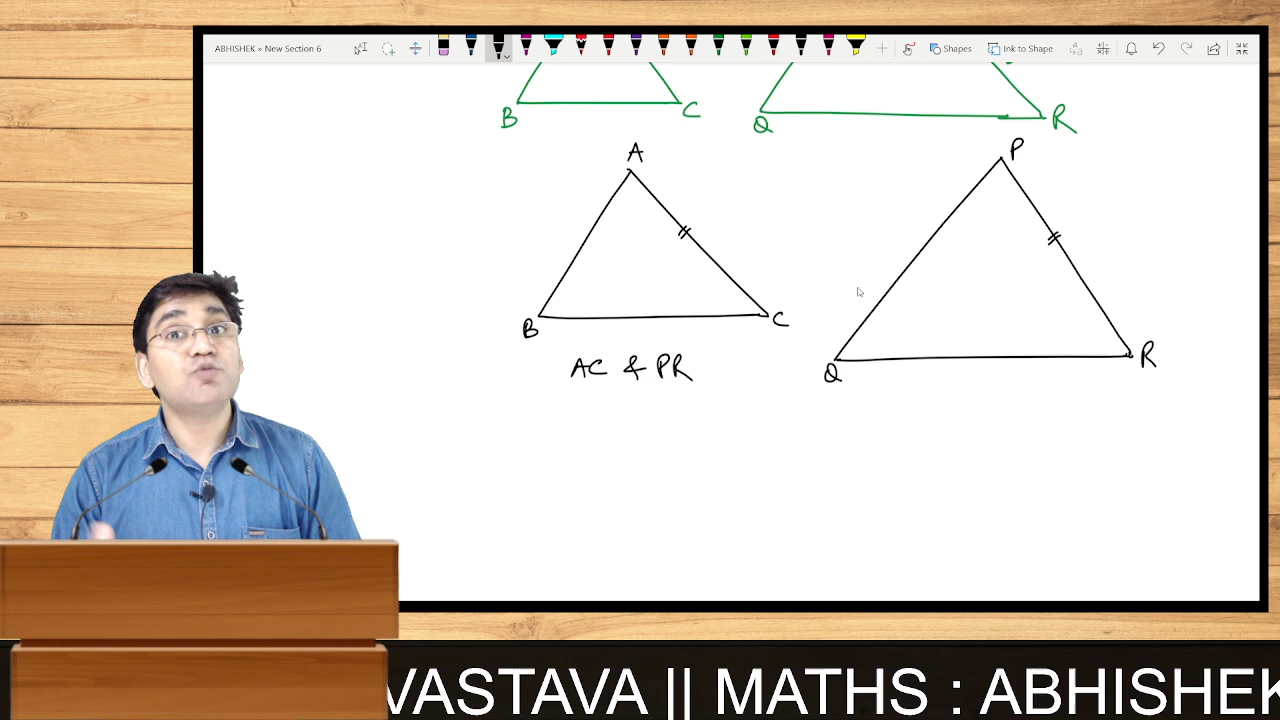 ABHISHEK » New Section 6
Shapes
Ink to Shape
B C Q R
A P
B C
Q R
AC & PR
VASTAVA || MATHS : ABHISHEK